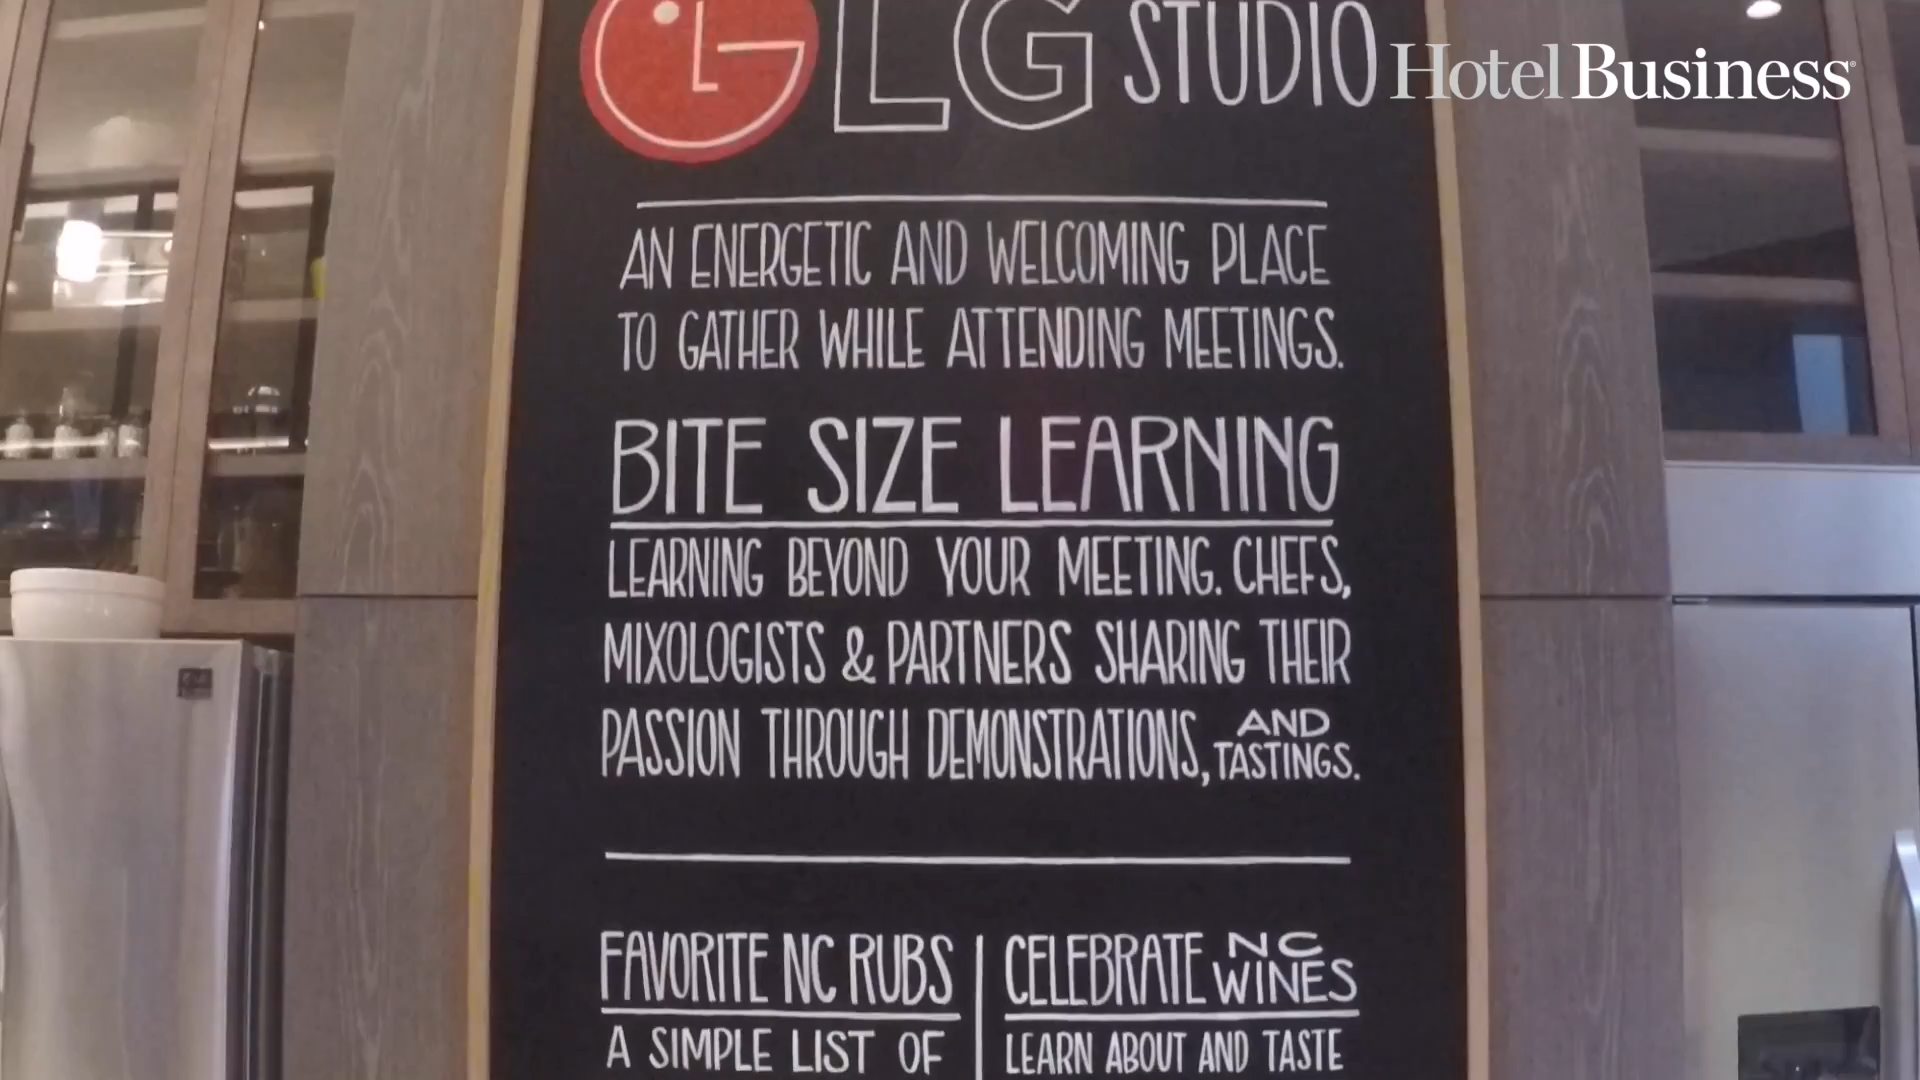 LG STUDIO
Hotel Business
AN ENERGETIC AND WELCOMING PLACE
TO GATHER WHILE ATTENDING MEETINGS.
BITE SIZE LEARNING
LEARNING BEYOND YOUR MEETING. CHEFS,
MIXOLOGISTS & PARTNERS SHARING THEIR
PASSION THROUGH DEMONSTRATIONS, AND TASTINGS.
FAVORITE NC RUBS
A SIMPLE LIST OF
CELEBRATE NC WINES
LEARN ABOUT AND TASTE